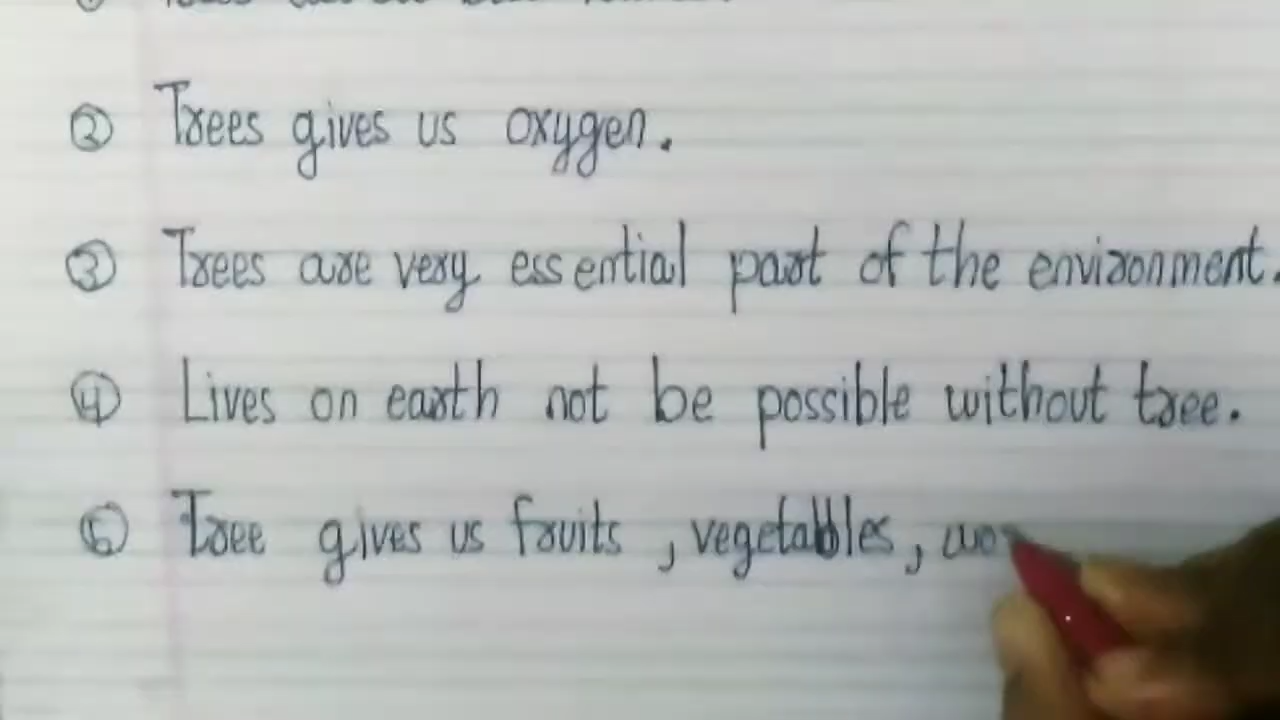 ② Trees gives us oxygen.
③ Trees are very essential part of the environment.
④ Lives on earth not be possible without tree.
⑤ Tree gives us fruits, vegetables,